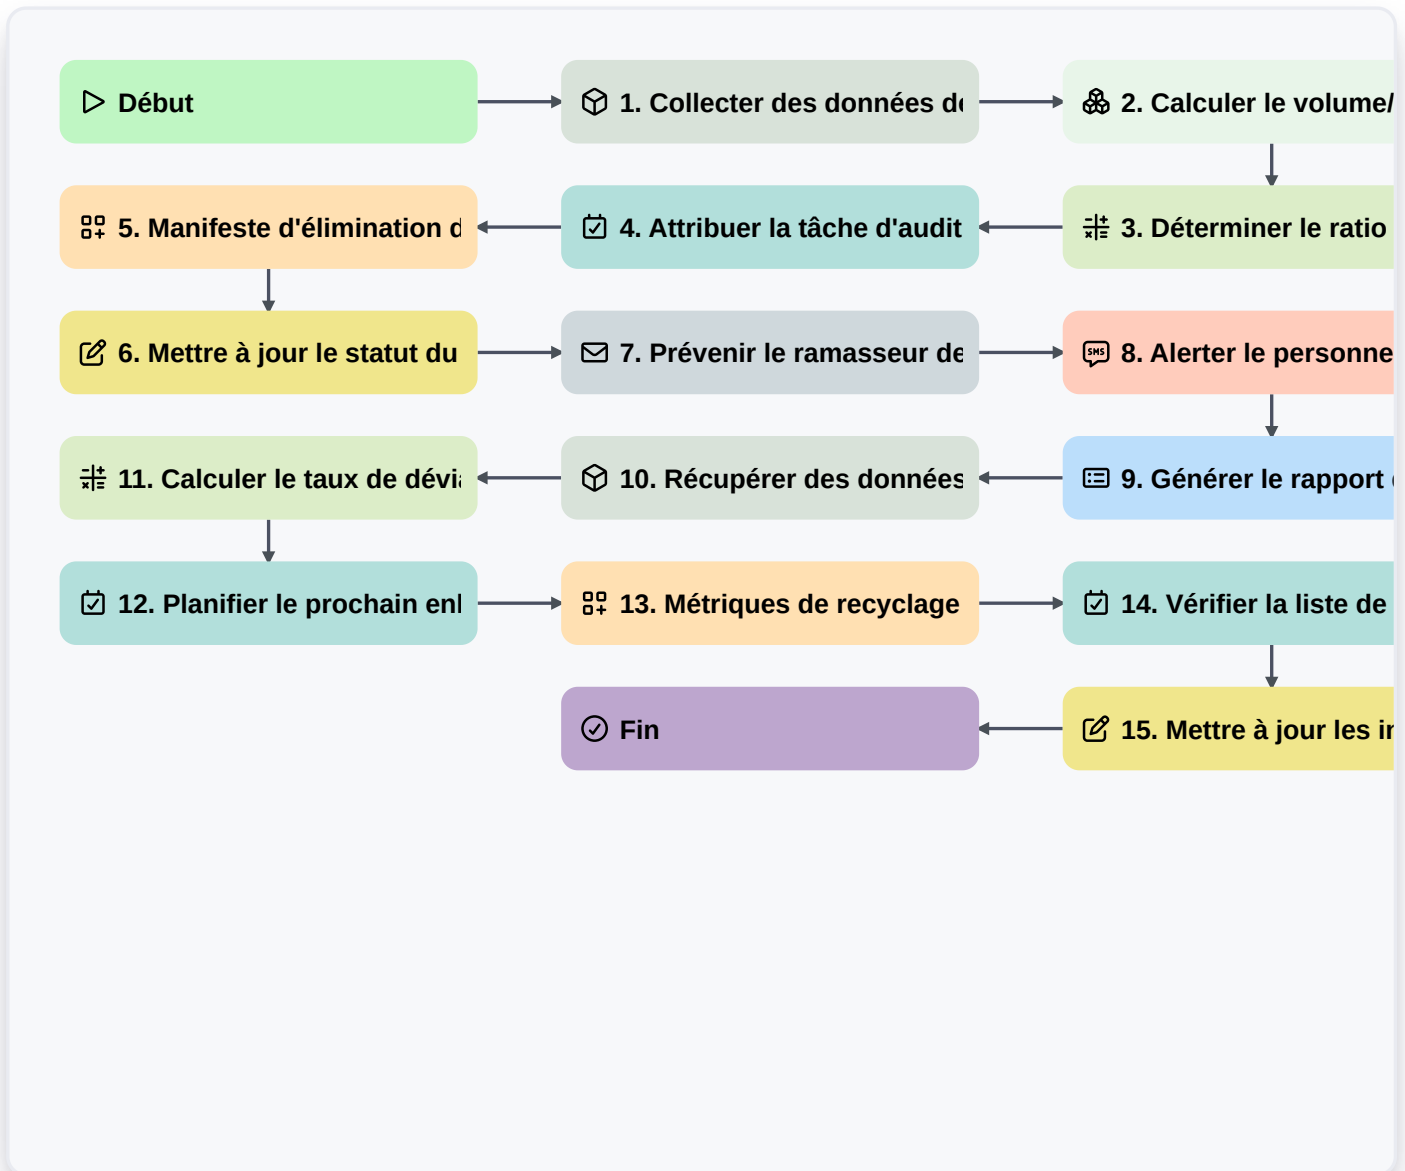 Début
1. Collecter des données
2. Calculer le volume/
5. Manifeste d'élimination
4. Attribuer la tâche d'audit
3. Déterminer le ratio
6. Mettre à jour le statut du
7. Prévenir le ramasseur de
8. Alerter le
SMS
11. Calculer le taux de
10. Récupérer des données
9. Générer le rapport
12. Planifier le prochain
13. Métriques de recyclage
14. Vérifier la liste de
Fin
15. Mettre à jour les